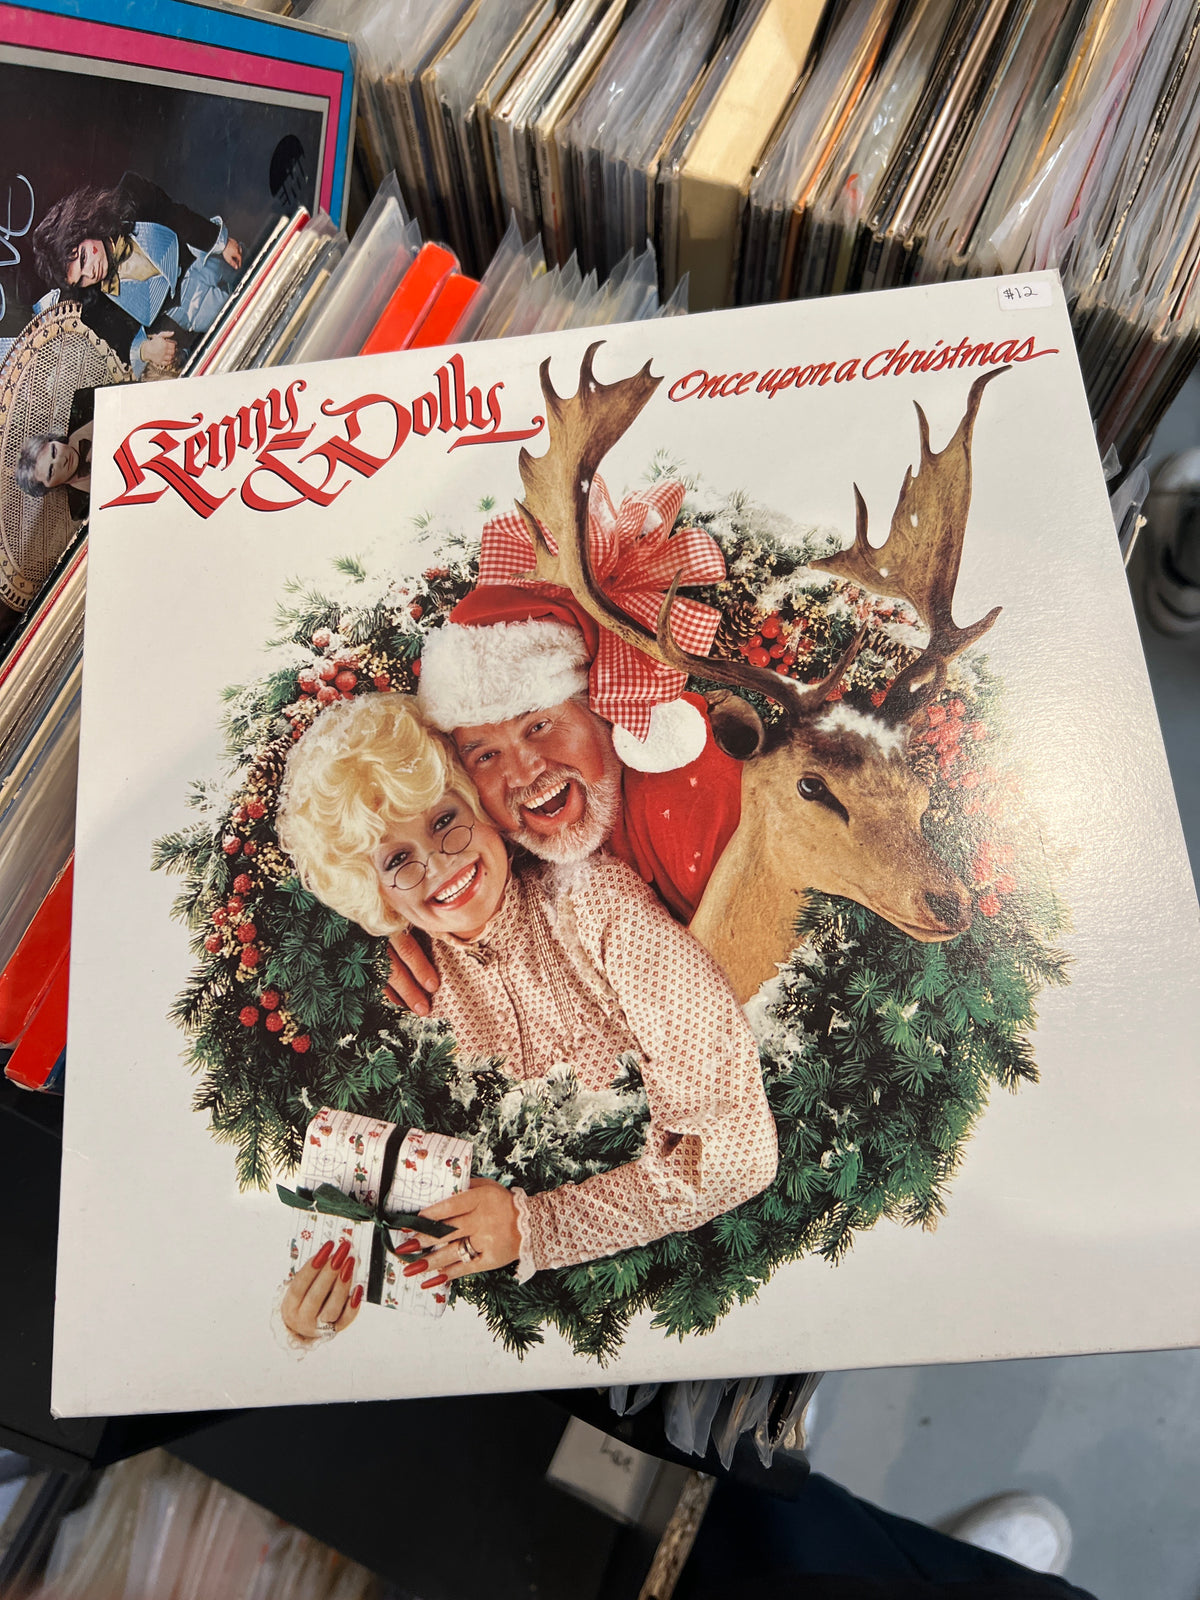 $12
Kenny
& Dolly
Once upon a Christmas